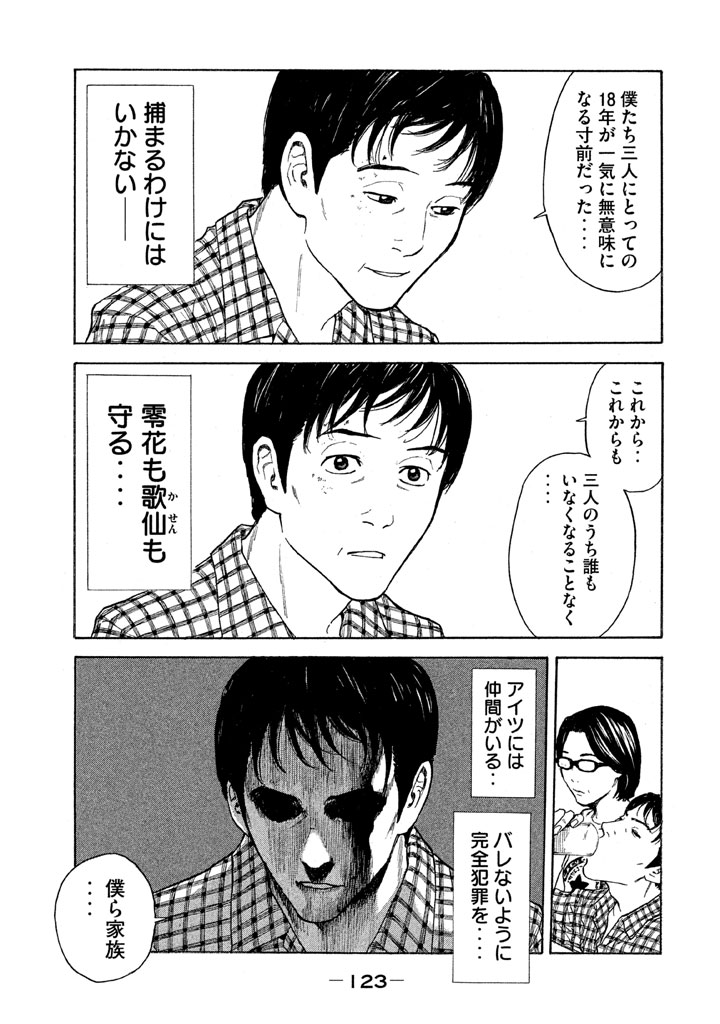 僕たち三人にとっての
18年が一気に無意味に
なる寸前だった‥‥
捕まるわけには
いかない――
これから‥
これからも
三人のうち誰も
いなくなることなく
‥‥
零花も歌仙も
かせん
守る‥‥
アイツには
仲間がいる‥
バレないように
完全犯罪を‥‥
僕ら家族
‥‥
—123—